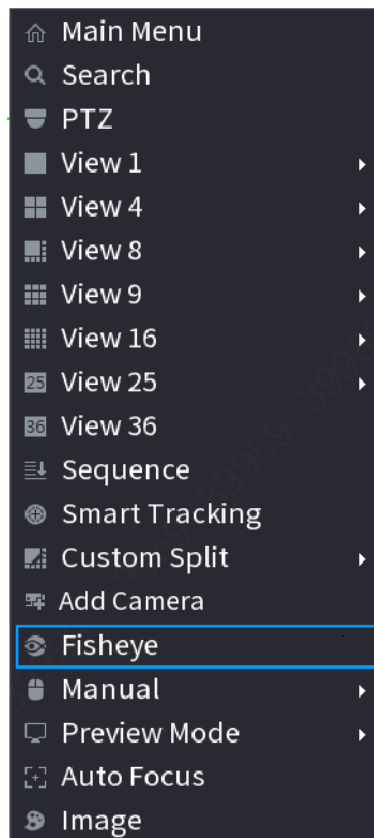 Main Menu
Search
PTZ
View 1
View 4
View 8
View 9
View 16
25 View 25
36 View 36
Sequence
Smart Tracking
Custom Split
Add Camera
Fisheye
Manual
Preview Mode
Auto Focus
Image